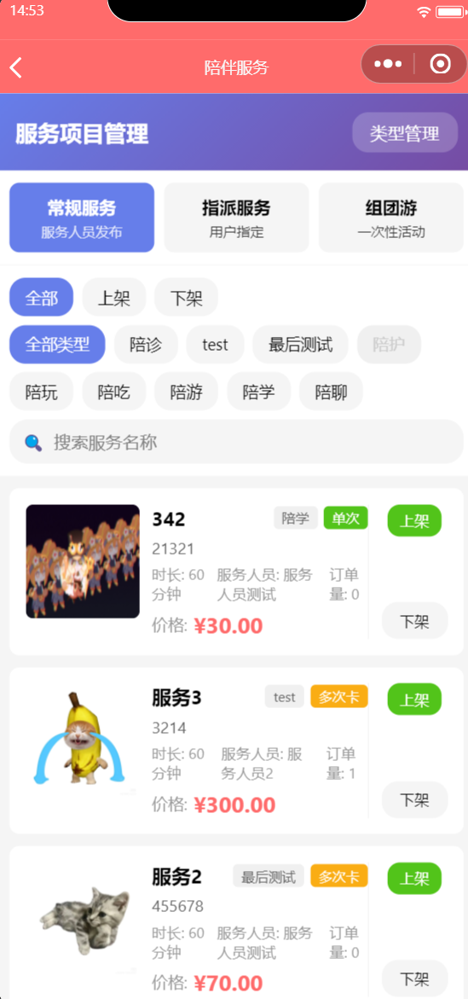 14:53
陪伴服务
服务项目管理
类型管理
常规服务
服务人员发布
指派服务
用户指定
组团游
一次性活动
全部
上架
下架
全部类型
陪诊
test
最后测试
陪护
陪玩
陪吃
陪游
陪学
陪聊
搜索服务名称
342
陪学
单次
上架
21321
时长: 60
分钟
服务人员: 服务
人员测试
订单
量: 0
价格: ¥30.00
下架
服务3
test
多次卡
上架
3214
时长: 60
分钟
服务人员: 服
务人员2
订单
量: 1
价格: ¥300.00
下架
服务2
最后测试
多次卡
上架
455678
时长: 60
分钟
服务人员: 服务
人员测试
订单
量: 0
价格: ¥70.00
下架